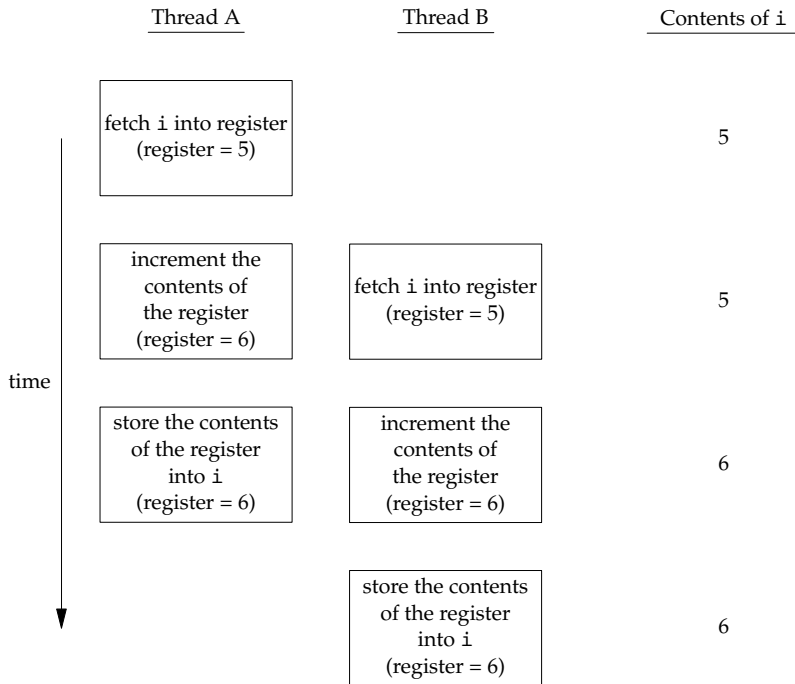 Thread A
Thread B
Contents of i
fetch i into register
(register = 5)
5
increment the
contents of
the register
(register = 6)
fetch i into register
(register = 5)
5
time
store the contents
of the register
into i
(register = 6)
increment the
contents of
the register
(register = 6)
6
store the contents
of the register
into i
(register = 6)
6